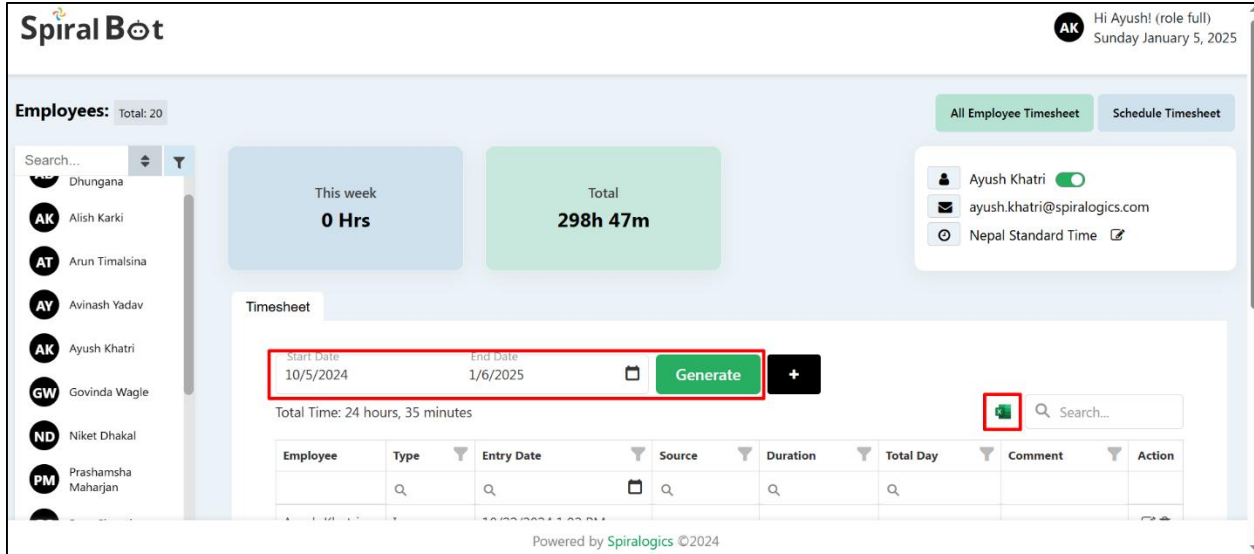 Spiral Bot
AK
Hi Ayush! (role full)
Sunday January 5, 2025
Employees: Total: 20
All Employee Timesheet
Schedule Timesheet
Search...
Dhungana
AK Alish Karki
AT Arun Timalsina
AY Avinash Yadav
AK Ayush Khatri
GW Govinda Wagle
ND Niket Dhakal
PM Prashamsha
Maharjan
This week
0 Hrs
Total
298h 47m
Ayush Khatri
ayush.khatri@spiralogics.com
Nepal Standard Time
Timesheet
Start Date End Date
10/5/2024 1/6/2025
Generate
+
Total Time: 24 hours, 35 minutes
Search...
Employee Type Entry Date Source Duration Total Day Comment Action
Powered by Spiralogics ©2024